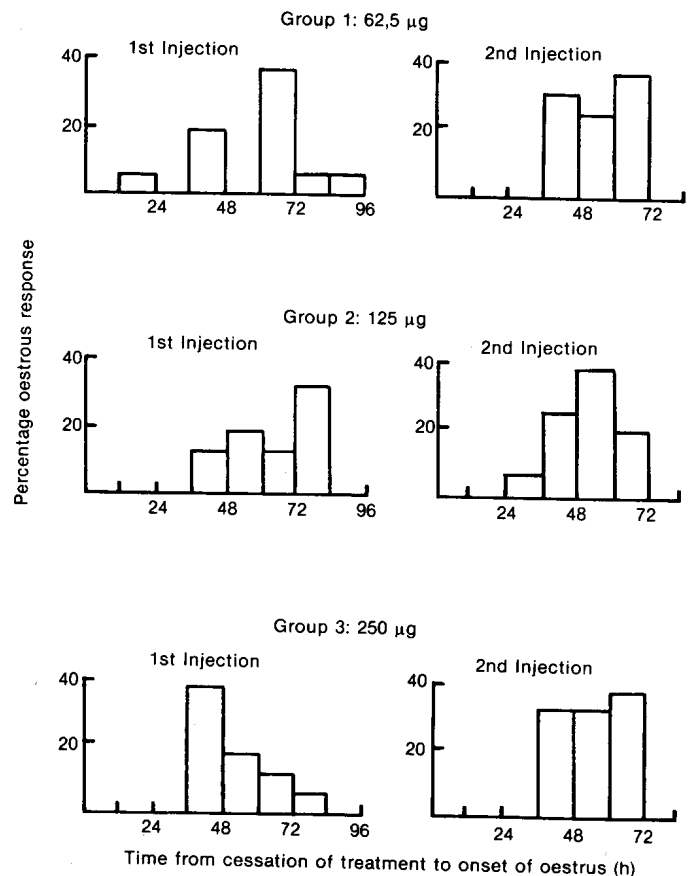 Group 1: 62,5 µg
1st Injection
2nd Injection
40
20
24 48 72 96
40
20
24 48 72
Percentage oestrous response
Group 2: 125 µg
1st Injection
2nd Injection
40
20
24 48 72 96
40
20
24 48 72
Group 3: 250 µg
1st Injection
2nd Injection
40
20
24 48 72 96
40
20
24 48 72
Time from cessation of treatment to onset of oestrus (h)